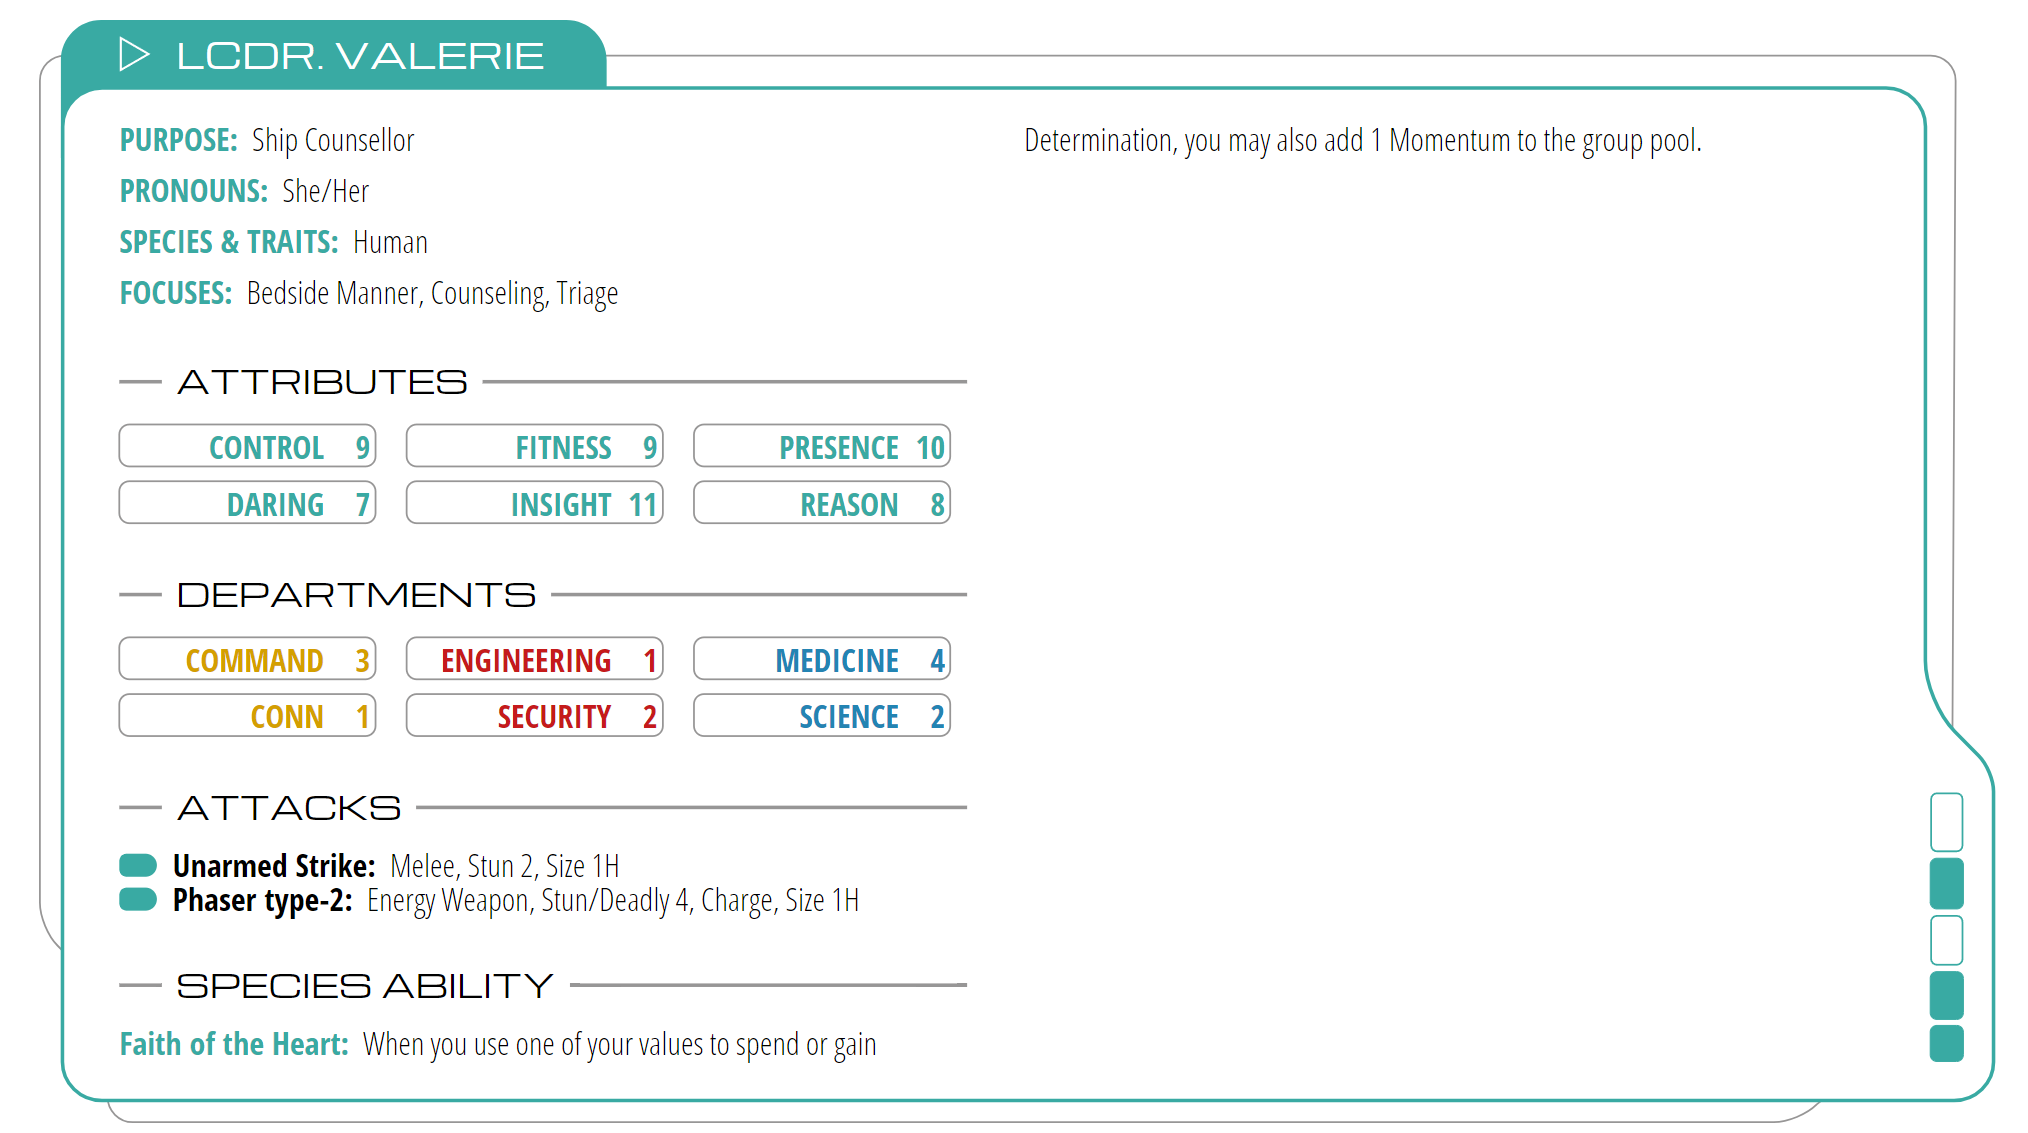 LCDR. VALERIE
PURPOSE: Ship Counsellor
PRONOUNS: She/Her
SPECIES & TRAITS: Human
FOCUSES: Bedside Manner, Counseling, Triage
ATTRIBUTES
CONTROL 9 FITNESS 9 PRESENCE 10
DARING 7 INSIGHT 11 REASON 8
DEPARTMENTS
COMMAND 3 ENGINEERING 1 MEDICINE 4
CONN 1 SECURITY 2 SCIENCE 2
ATTACKS
Unarmed Strike: Melee, Stun 2, Size 1H
Phaser type-2: Energy Weapon, Stun/Deadly 4, Charge, Size 1H
SPECIES ABILITY
Faith of the Heart: When you use one of your values to spend or gain
Determination, you may also add 1 Momentum to the group pool.